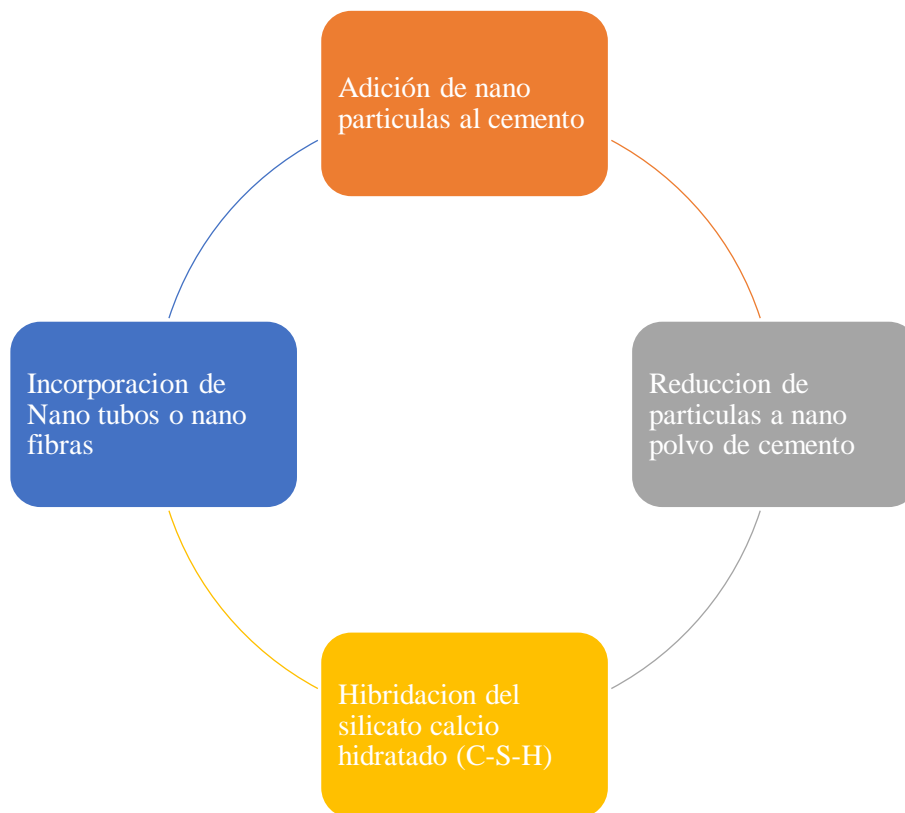 Adición de nano
particulas al cemento
Incorporacion de
Nano tubos o nano
fibras
Reduccion de
particulas a nano
polvo de cemento
Hibridacion del
silicato calcio
hidratado (C-S-H)